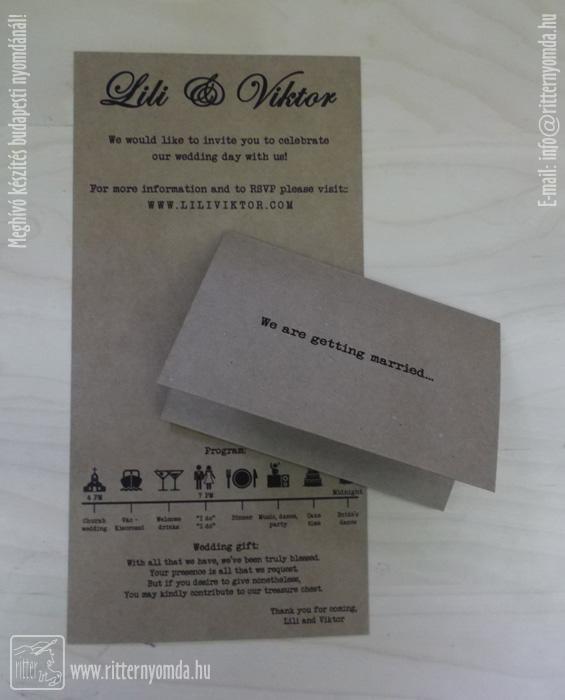 Lili & Viktor
We would like to invite you to celebrate
our wedding day with us!
For more information and to RSVP please visit:
WWW.LILIVIKTOR.COM
We are getting married...
Program:
4 PM
7 PM
Midnight
Church wedding
Vác -
Welcome drinks
"I do" "I do"
Dinner
Music, dance, party
Cake time
Bride's dance
Wedding gift:
With all that we have, we've been truly blessed.
Your presence is all that we request.
But if you desire to give nonetheless,
You may kindly contribute to our treasure chest.
Thank you for coming,
Lili and Viktor
Meghívó készítés budapesti nyomdánál!
E-mail: info@ritternyomda.hu
ritter
www.ritternyomda.hu